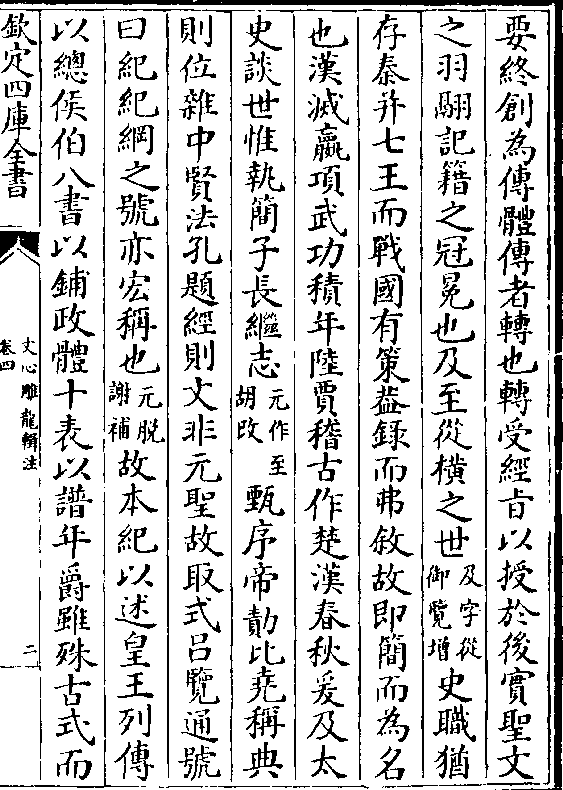 要終創為傳體傳者轉也轉受經旨以授於後實聖文
之羽翮記籍之冠冕也及至從横之世及字從御覽增史職猶
存秦并七王而戰國有策葢錄而弗敘故即簡而為名
也漢滅嬴項武功積年陸賈稽古作楚漢春秋爰及太
史談世惟執簡子長繼志元作至胡改甄序帝勣比堯稱典
則位雜中賢法孔題經則文非元聖故取式吕覽通號
曰紀紀綱之號亦宏稱也元脱謝補故本紀以述皇王列傳
以總侯伯八書以鋪政體十表以譜年爵雖殊古式而
欽定四庫全書
文心雕龍輯注
卷四
二